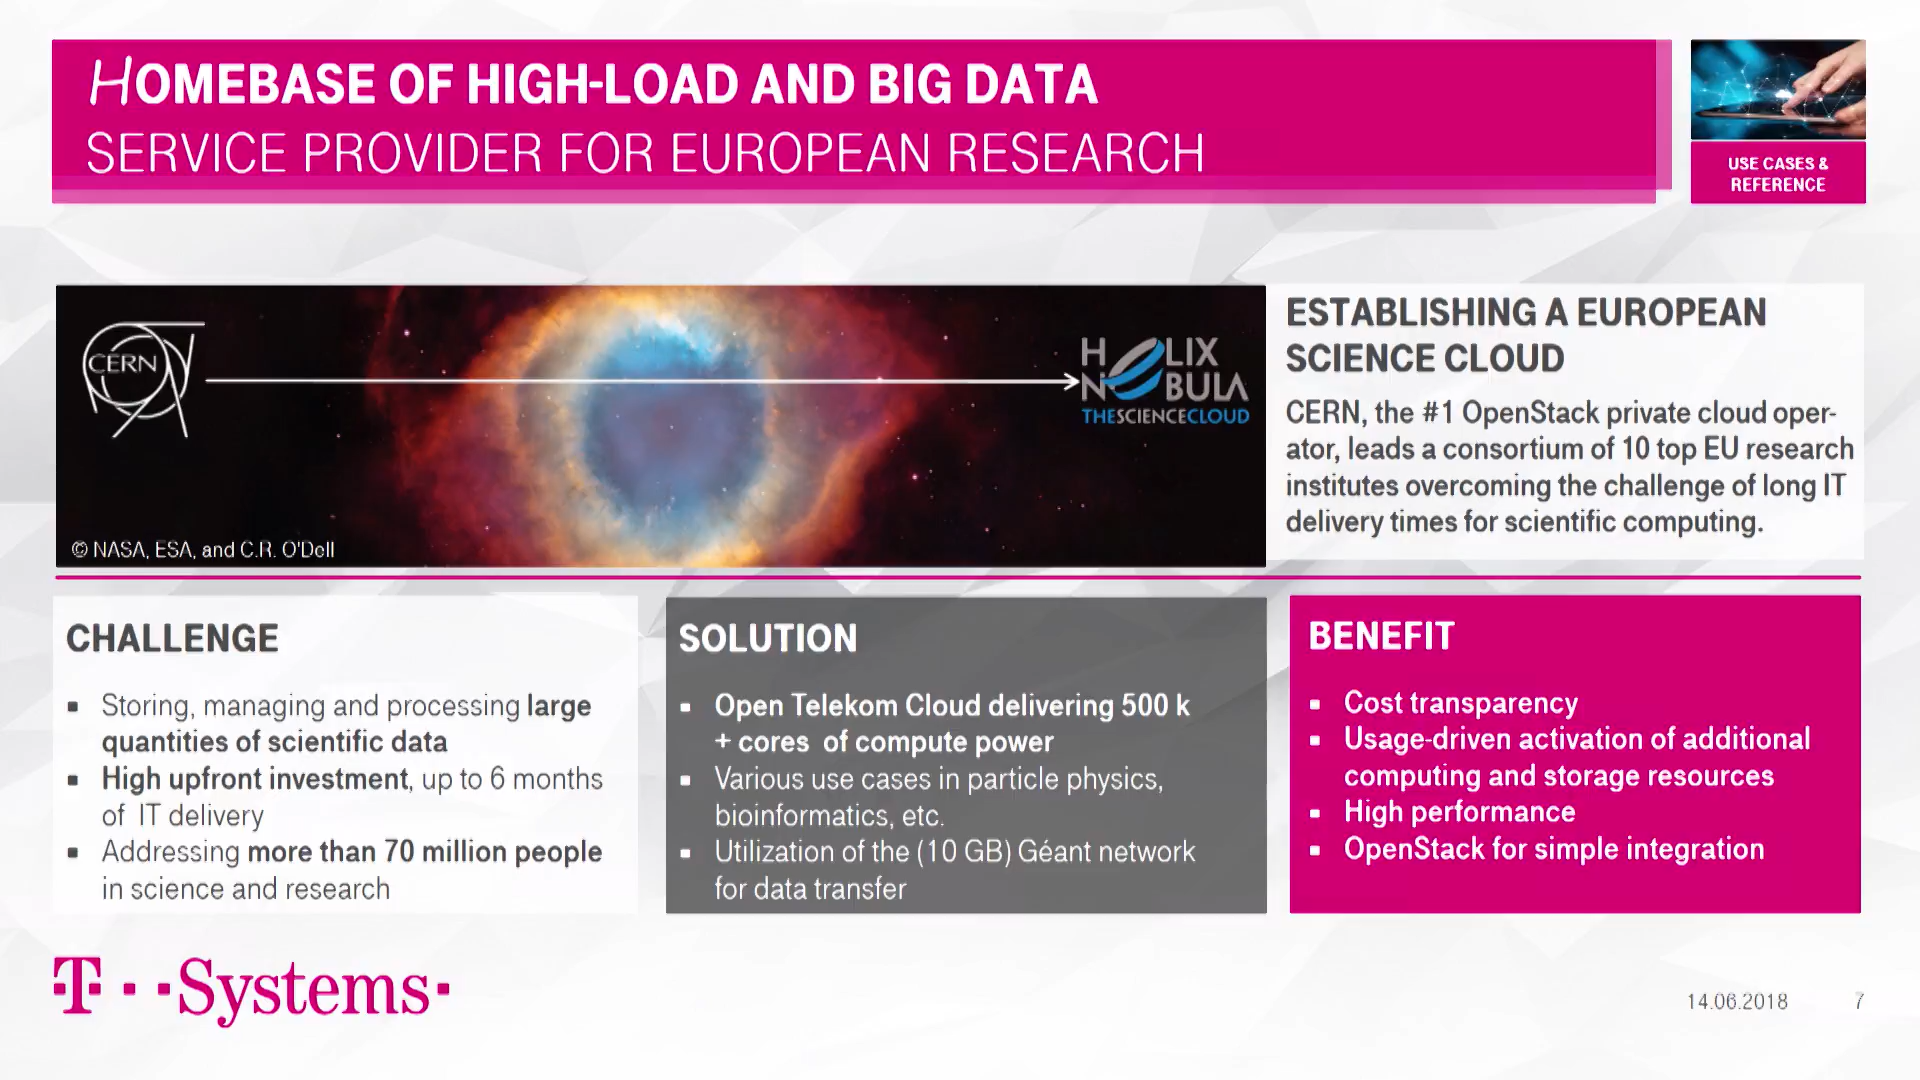 HOMEBASE OF HIGH-LOAD AND BIG DATA
SERVICE PROVIDER FOR EUROPEAN RESEARCH
USE CASES &
REFERENCE
CERN
H LIX
N BULA
THESCIENCECLOUD
© NASA, ESA, and C.R. O'Dell
ESTABLISHING A EUROPEAN
SCIENCE CLOUD
CERN, the #1 OpenStack private cloud oper-
ator, leads a consortium of 10 top EU research
institutes overcoming the challenge of long IT
delivery times for scientific computing.
CHALLENGE
▪ Storing, managing and processing large
quantities of scientific data
▪ High upfront investment, up to 6 months
of IT delivery
▪ Addressing more than 70 million people
in science and research
SOLUTION
▪ Open Telekom Cloud delivering 500 k
+ cores of compute power
▪ Various use cases in particle physics,
bioinformatics, etc.
▪ Utilization of the (10 GB) Géant network
for data transfer
BENEFIT
▪ Cost transparency
▪ Usage-driven activation of additional
computing and storage resources
▪ High performance
▪ OpenStack for simple integration
T · · Systems ·
14.06.2018 7